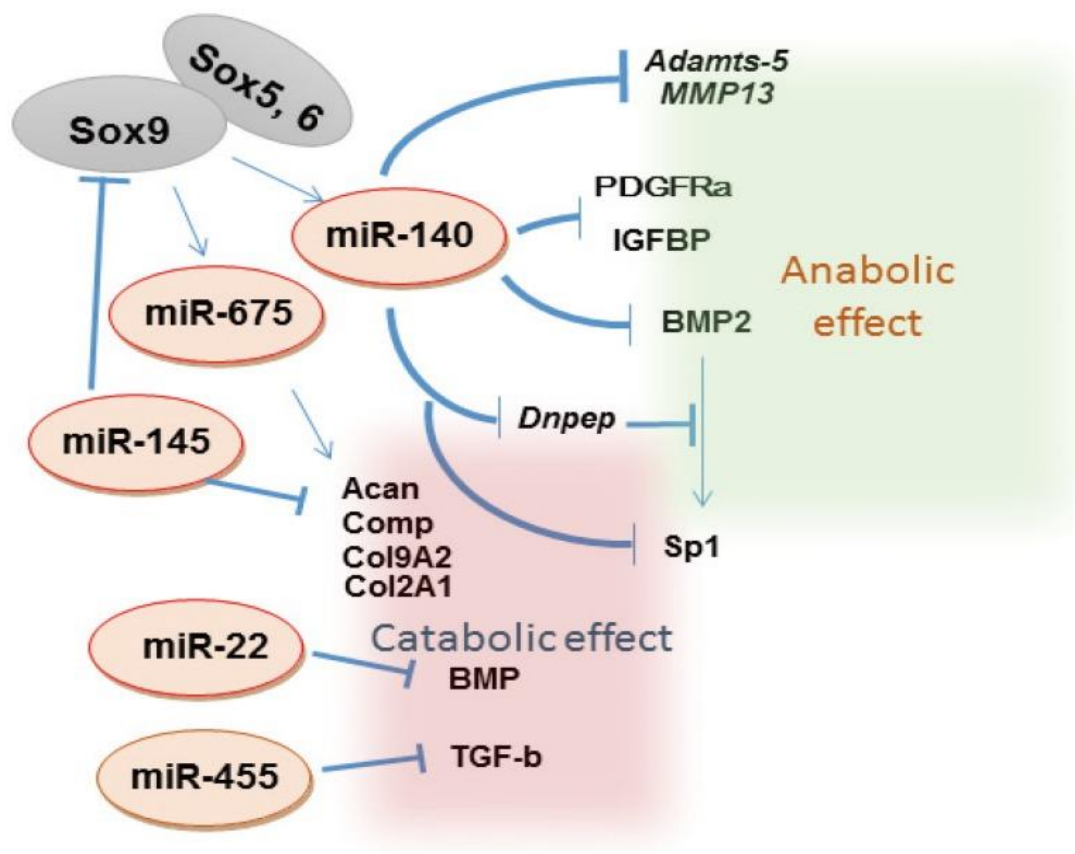 Sox5, 6
Sox9
Adamts-5
MMP13
miR-140
PDGFRa
IGFBP
Anabolic
effect
miR-675
BMP2
miR-145
Dnpep
Acan
Comp
Col9A2
Col2A1
Sp1
Catabolic effect
miR-22
BMP
miR-455
TGF-b